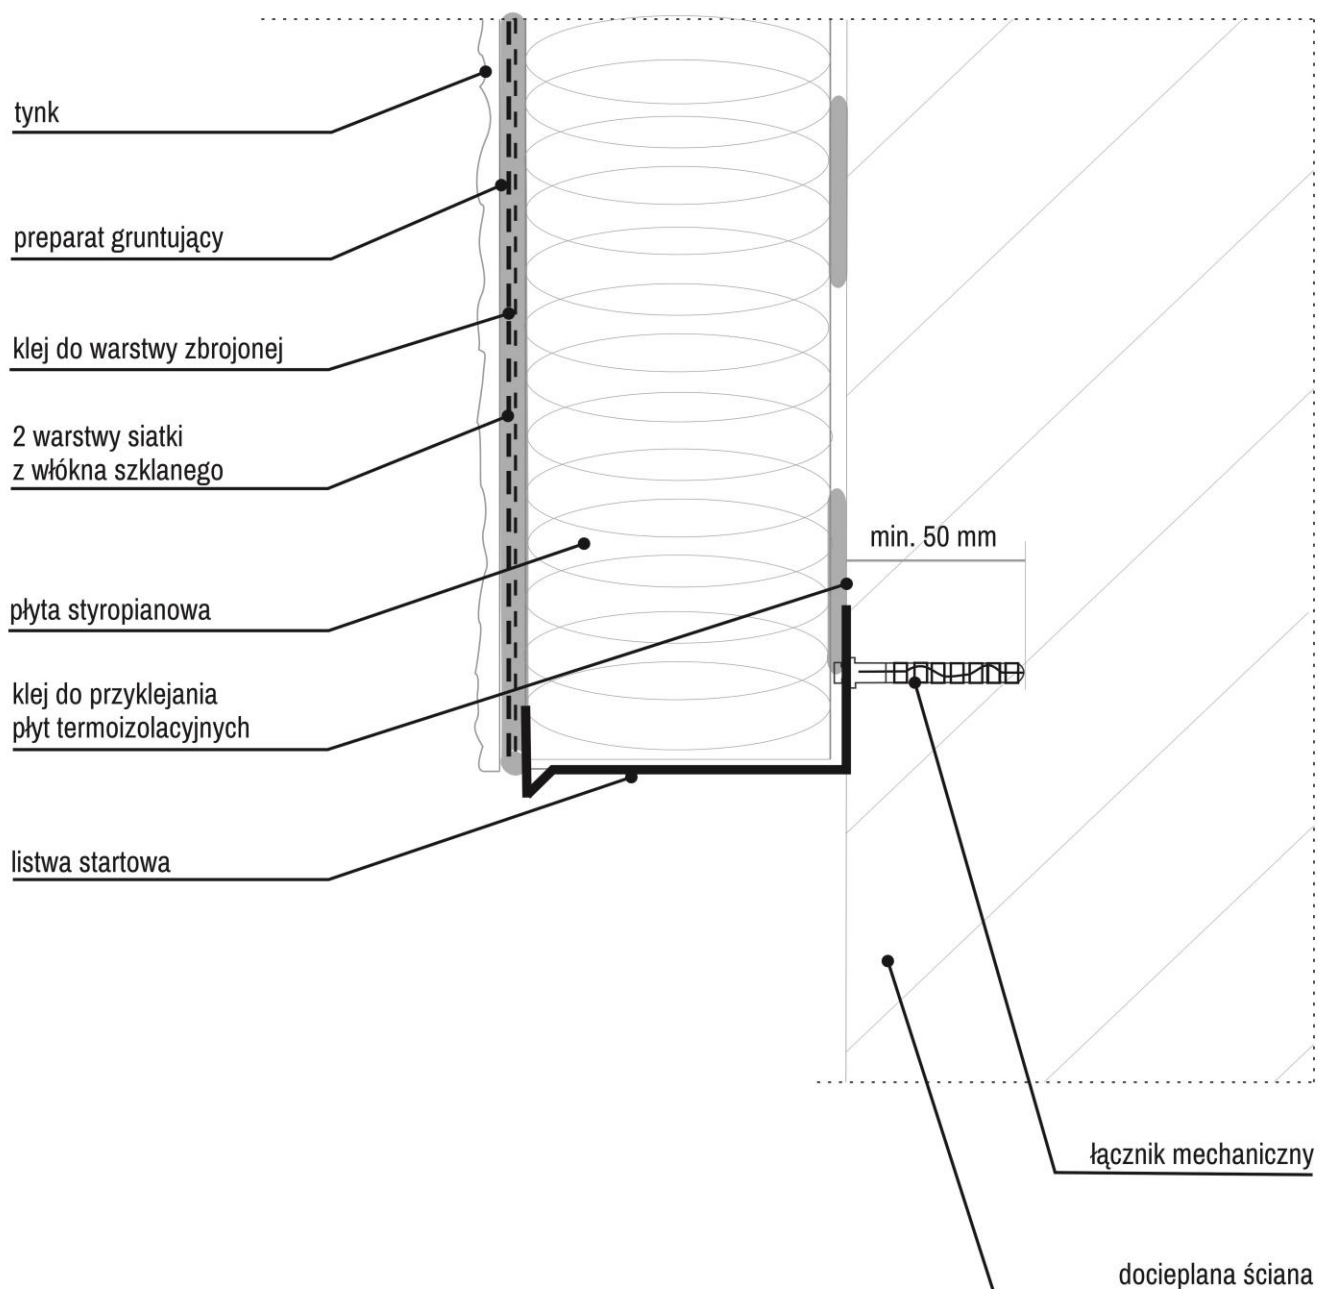 tynk
preparat gruntujący
klej do warstwy zbrojonej
2 warstwy siatki
z włókna szklanego
min. 50 mm
płyta styropianowa
klej do przyklejania
płyt termoizolacyjnych
listwa startowa
łącznik mechaniczny
docieplana ściana